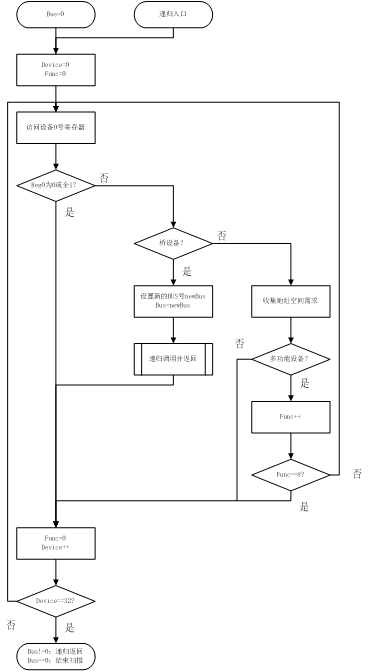 Bus=0
递归入口
Device=0
Func=0
访问设备0号寄存器
Reg0为0或全1?
否
是
桥设备?
否
是
设置新的BUS号newBus
Bus=newBus
收集地址空间需求
递归调用并返回
否
多功能设备?
是
Func++
Func==8?
否
是
Func=0
Device++
Device==32?
否
是
Bus!=0：递归返回
Bus==0：结束扫描